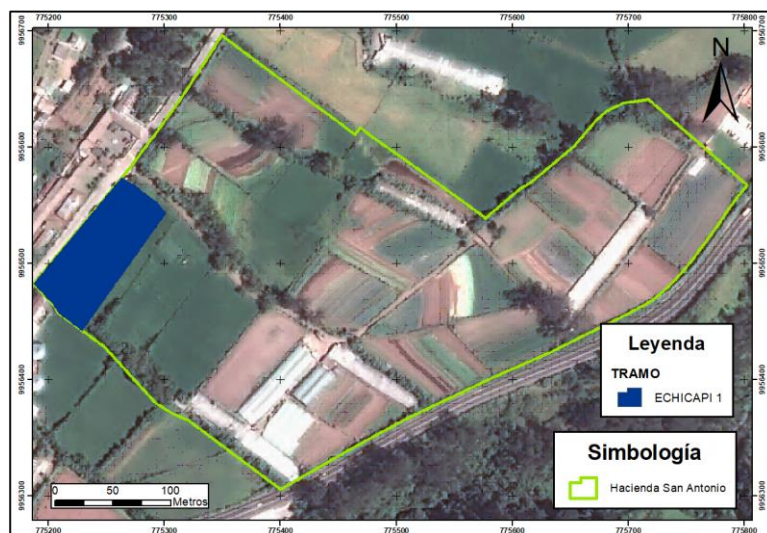 775200 775300 775400 775500 775600 775700 775800
9956700 9956700
N
9956600 9956600
9956500 9956500
Leyenda
TRAMO
ECHICAPI 1
9956400 9956400
Simbología
Hacienda San Antonio
0 50 100
Metros
9956300 9956300
775200 775300 775400 775500 775600 775700 775800